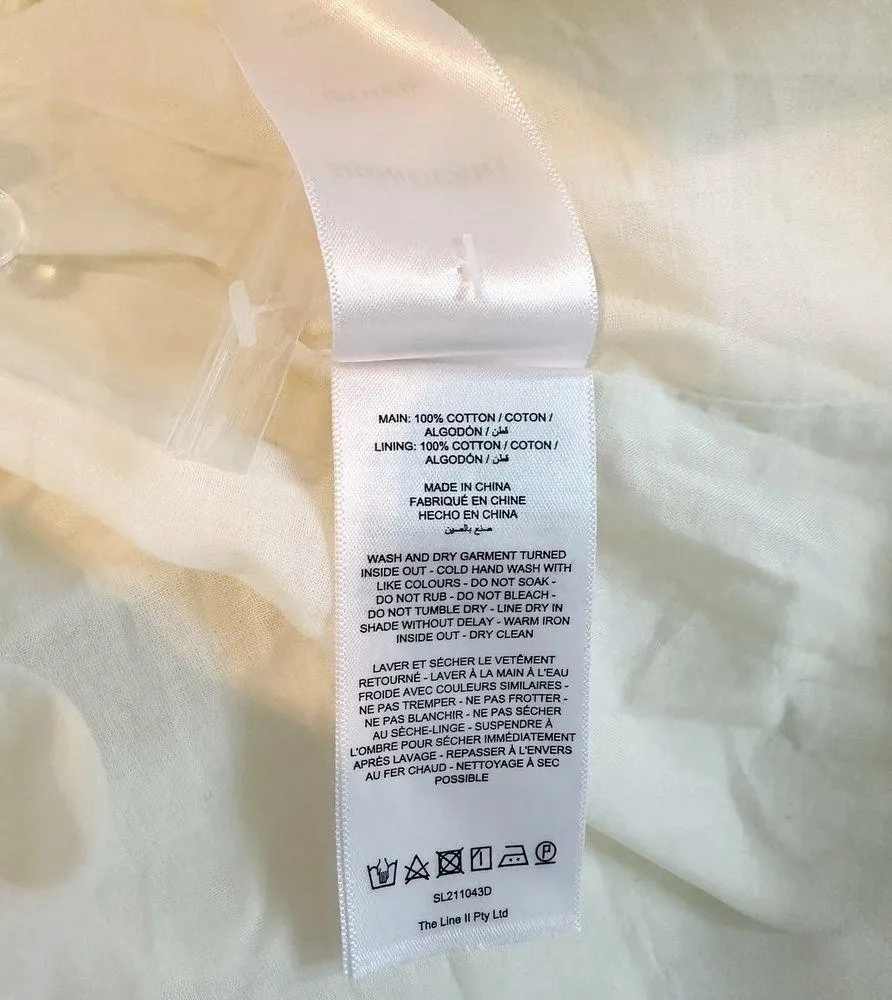 MAIN: 100% COTTON / COTON /
ALGODÓN / قطن
LINING: 100% COTTON / COTON /
ALGODÓN / قطن
MADE IN CHINA
FABRIQUÉ EN CHINE
HECHO EN CHINA
صنع بالصين
WASH AND DRY GARMENT TURNED
INSIDE OUT - COLD HAND WASH WITH
LIKE COLOURS - DO NOT SOAK -
DO NOT RUB - DO NOT BLEACH -
DO NOT TUMBLE DRY - LINE DRY IN
SHADE WITHOUT DELAY - WARM IRON
INSIDE OUT - DRY CLEAN
LAVER ET SÉCHER LE VETÊMENT
RETOURNÉ - LAVER À LA MAIN À L'EAU
FROIDE AVEC COULEURS SIMILAIRES -
NE PAS TREMPER - NE PAS FROTTER -
NE PAS BLANCHIR - NE PAS SÉCHER
AU SÈCHE-LINGE - SUSPENDRE À
L'OMBRE POUR SÉCHER IMMÉDIATEMENT
APRÈS LAVAGE - REPASSER À L'ENVERS
AU FER CHAUD - NETTOYAGE À SEC
POSSIBLE
P
SL211043D
The Line II Pty Ltd